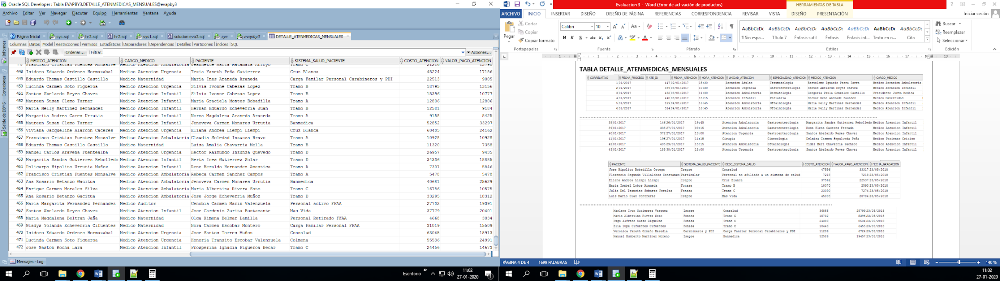 Oracle SQL Developer : Tabla EVAPBY3.DETALLE_ATENMEDICAS_MENSUALES@evapby3
Archivo Editar Ver Navegar Ejecutar Equipo Herramientas Ventana Ayuda
Página Inicial sys.sql hr2.sql hr2.sql sys1.sql solucion eva3.sql sys evapby3 DETALLE_ATENMEDICAS_MENSUALES
Columns Datos Model Restricciones Permisos Estadísticas Disparadores Dependencias Detalles Particiones Índices SQL
Ordenar... Filtrar: Acciones...
Informes
Conexiones
Salida de DBMS
MEDICO_ATENCION CARGO_MEDICO PACIENTE SISTEMA_SALUD_PACIENTE COSTO_ATENCION VALOR_PAGO_ATENCION
447 Francisco Cristian Fuentes Monsalve Medico Atencion Ambulatoria Jeannette Maria Matamala Arroyo Tramo C 21216 13790
448 Isidoro Eduardo Ordenes Hormazabal Medico Atencion Urgencia Texia Yaneth Peña Gutierrez Cruz Blanca 45224 17186
449 Eduardo Thomas Castillo Castillo Medico Maternidad Maria Ines Araneda Araneda Carga Familar Personal Carabineros y PDI 22513 9005
450 Lucinda Carmen Soto Figueroa Medico Atencion Urgencia Silvia Ivonne Cabezas Lopez Tramo B 18795 13156
451 Santos Abelardo Reyes Chavez Medico Atencion Infantil Silvia Ivonne Cabezas Lopez Tramo B 15396 10777
452 Maureen Susan Clemo Turner Medico Atencion Infantil Maria Graciela Montes Bobadilla Tramo A 12806 12806
453 Maria Nelly Martinez Hernandez Medico Atencion Infantil Hernan Eduardo Echeverria Juan Tramo B 12581 9184
454 Margarita Andrea Cares Urrutia Medico Atencion Infantil Norma Magdalena Araneda Araneda Tramo A 9158 8425
455 Maureen Susan Clemo Turner Medico Atencion Infantil Jenoveva Carmen Monares Urrutia Banmedica 52852 33297
456 Viviana Jacqueline Alarcon Caceres Medico Atencion Urgencia Eliana Andrea Liempi Liempi Cruz Blanca 60405 24162
457 Francisco Cristian Fuentes Monsalve Medico Atencion Ambulatoria Claudia Soledad Inzunza Bravo Tramo A 10928 10928
458 Eduardo Thomas Castillo Castillo Medico Maternidad Luisa Amalia Chavarria Mella Tramo B 11320 7358
459 Manuel Carlos Aravena Fuentealba Medico Atencion Urgencia Hector Raimundo Inzunza Quevedo Tramo D 26957 9435
460 Margarita Sandra Gutierrez Rebolledo Medico Atencion Infantil Berta Ines Gutierrez Solar Tramo D 34336 18885
461 Policarpo Hipolito Urrutia Muñoz Medico Atencion Infantil Rene Heraldo Hernandez Amestica Tramo A 7307 5846
462 Francisco Cristian Fuentes Monsalve Medico Atencion Ambulatoria Rebeca Carmen Sanchez Campos Tramo A 5478 5478
463 Ana Rosario Betanzo Gacitua Medico Atencion Ambulatoria Jenoveva Carmen Monares Urrutia Banmedica 40681 25629
464 Enrique Carmen Morales Silva Medico Atencion Ambulatoria Maria Albertina Rivera Soto Tramo C 16786 10575
465 Ana Rosario Betanzo Gacitua Medico Atencion Ambulatoria Jose Jorge Echeverria Muñoz Tramo D 33295 18312
466 Maria Margarita Fernandez Fernandez Medico Auditor Cenobia Carmen Marin Valenzuela Personal activo FFAA 27702 19391
467 Santos Abelardo Reyes Chavez Medico Atencion Infantil Jose Cardenio Zurita Bustamante Mas Vida 37779 20401
468 Maria Magdalena Beltran Jaña Medico Maternidad Olga Ximena Belmar Lamilla Personal Retirado FFAA 4668 3034
469 Gladys Yolanda Echeverria Cifuentes Medico Maternidad Nora Carmen Escobar Montero Carga Familar Personal FFAA 31019 15509
470 Isidoro Eduardo Ordenes Hormazabal Medico Atencion Urgencia Jose Santos Torres Muñoz Consalud 63045 18913
471 Lucinda Carmen Soto Figueroa Medico Atencion Urgencia Honoria Transito Escobar Valenzuela Colmena 55536 24991
472 Jose Gaston Rocha Lara Medico Atencion Infantil Prosperina Ignacia Figueroa Becar Tramo C 24456 14673
Mensajes - Log
Escritorio » 11:02
27-01-2020
Evaluacion 3 - Word (Error de activación de productos)
HERRAMIENTAS DE TABLA
ARCHIVO INICIO INSERTAR DISEÑO DISEÑO DE PÁGINA REFERENCIAS CORRESPONDENCIA REVISAR VISTA DISEÑO PRESENTACIÓN Iniciar sesión
Pegar
Cortar
Copiar
Copiar formato
Portapapeles
Calibri 10
N K S abc x₂ x²
Fuente
Párrafo
AaBbCcDc AaBbCcDc AaBbCcDc AaBbCcDc AaBbCcDc AaBbCcDc AaBbCcDc
¶ Sin espa... Título 7 Énfasis sutil Énfasis Énfasis int... Texto en n... Cita
Estilos
Buscar
Reemplazar
Seleccionar
Edición
1 1 2 3 4 5 6 7 8 9 10 11 12 13 14 15 16 17 18 19
TABLA DETALLE_ATENMEDICAS_MENSUALES
CORRELATIVO FECHA_PROCESO ATE_ID FECHA_ATENCION HORA_ATENCION UNIDAD_ATENCION ESPECIALIDAD_ATENCION MEDICO_ATENCION CARGO_MEDICO
1 01/2017 447 02/01/2017 15:30 Atencion Adulto Traumatologia Bartolome Ignacio Parra Parra Medico Atencion Ambulatoria
2 01/2017 369 03/01/2017 10:30 Atencion Urgencia Gastroenterologia Santos Abelardo Reyes Chavez Medico Atencion Infantil
3 01/2017 462 03/01/2017 11:30 Atencion Ambulatoria Dermatologia Gregoria Paula Gonzalez Castillo Presidente Junta Medica
4 01/2017 440 03/01/2017 15:15 Atencion Infantil Pediatria Hector Rene Andrade Faundez Medico Maternidad
5 01/2017 129 04/01/2017 16:45 Atencion Ambulatoria Oftalmologia Maria Nelly Martinez Hernandez Medico Atencion Infantil
6 01/2017 514 04/01/2017 16:45 Atencion Ambulatoria Oftalmologia Maria Nelly Martinez Hernandez Medico Atencion Infantil
38 01/2017 146 26/01/2017 19:45 Atencion Ambulatoria Gastroenterologia Margarita Sandra Gutierrez Rebolledo Medico Atencion Infantil
39 01/2017 338 27/01/2017 09:15 Atencion Ambulatoria Gastroenterologia Rosa Elena Caceres Ferrada Medico Atencion Infantil
40 01/2017 372 27/01/2017 13:00 Atencion Urgencia Gastroenterologia Santos Abelardo Reyes Chavez Medico Atencion Infantil
41 01/2017 196 27/01/2017 14:15 Cirugia Ginecologia Delmira Carmen Sepulveda Peña Medico Paciente Critico
42 01/2017 405 29/01/2017 15:15 Atencion Ambulatoria Oftalmologia Fidel Meri Chavarria Pacheco Medico Atencion Infantil
43 01/2017 185 30/01/2017 18:00 Atencion Urgencia Gastroenterologia Santos Abelardo Reyes Chavez Medico Atencion Infantil
PACIENTE SISTEMA_SALUD_PACIENTE DESC_SISTEMA_SALUD COSTO_ATENCION VALOR_PAGO_ATENCION FECHA_GRABACION
Jose Hipolito Bobadilla Ortega Isapre Consalud 47596 33317 23/05/2018
Florencio Segundo Villalobos Constanzo Particular Personal no afiliado a un sistema de salud 7218 7218 23/05/2018
Eliana Andrea Liempi Liempi Isapre Cruz Blanca 37562 22537 23/05/2018
Maria Isabel Lobos Araneda Fonasa Tramo B 10370 2593 23/05/2018
Julia Del Transito Sobarzo Peralta Fonasa Tramo C 23090 7274 23/05/2018
Luis Mario Diaz Contreras Isapre Mas Vida 45008 20704 23/05/2018
Marlene Ivon Gutierrez Vasquez Isapre Consalud 36855 25799 23/05/2018
Maria Albertina Rivera Soto Fonasa Tramo C 15732 5396 23/05/2018
Hugo Alfredo Suazo Riquelme Fonasa Tramo C 24383 8534 23/05/2018
Elia Lupe Cifuentes Cifuentes Fonasa Tramo C 18443 6455 23/05/2018
Veronica Yaneth Ormeño Heredia Carabineros y PDI Carga Familar Personal Carabineros y PDI 11206 6724 23/05/2018
Manuel Humberto Martinez Moreno Isapre Banmedica 52586 19457 23/05/2018
PÁGINA 4 DE 4 1699 PALABRAS 140 %
11:02
27-01-2020